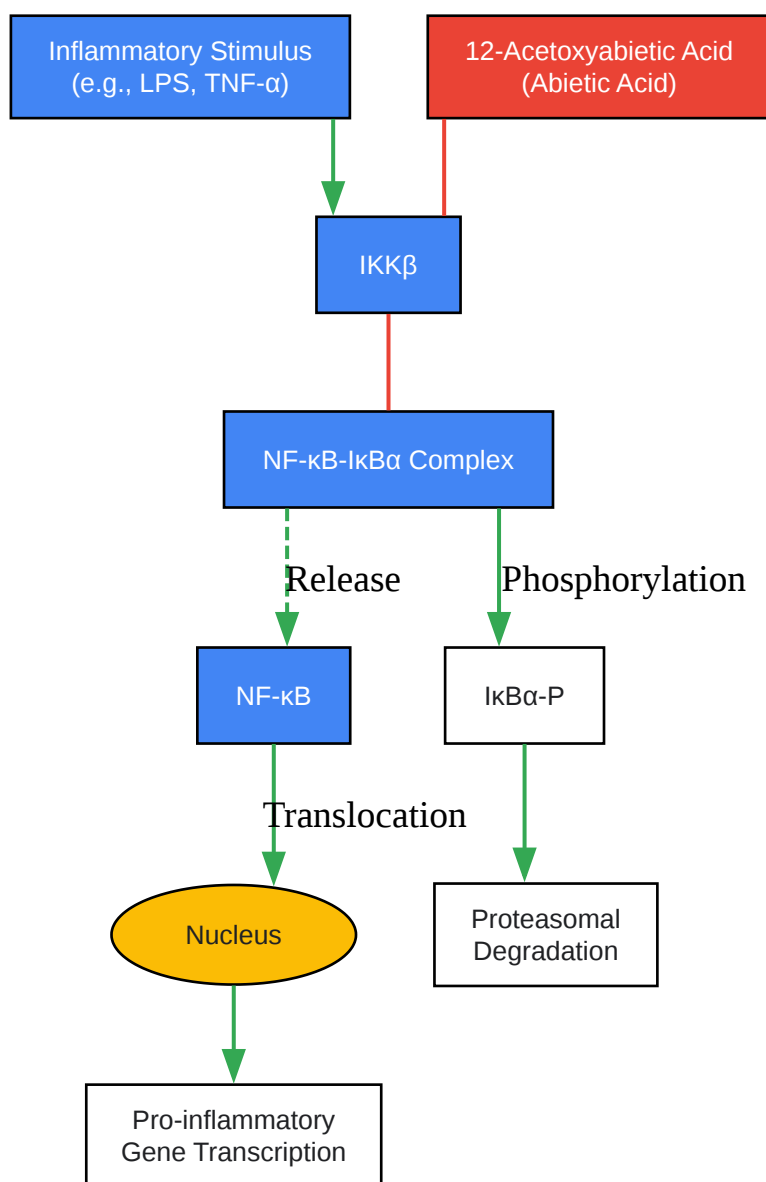 Inflammatory Stimulus
(e.g., LPS, TNF-α)
12-Acetoxyabietic Acid
(Abietic Acid)
IKKβ
NF-κB-IκBα Complex
Release
Phosphorylation
NF-κB
IκBα-P
Translocation
Nucleus
Proteasomal
Degradation
Pro-inflammatory
Gene Transcription